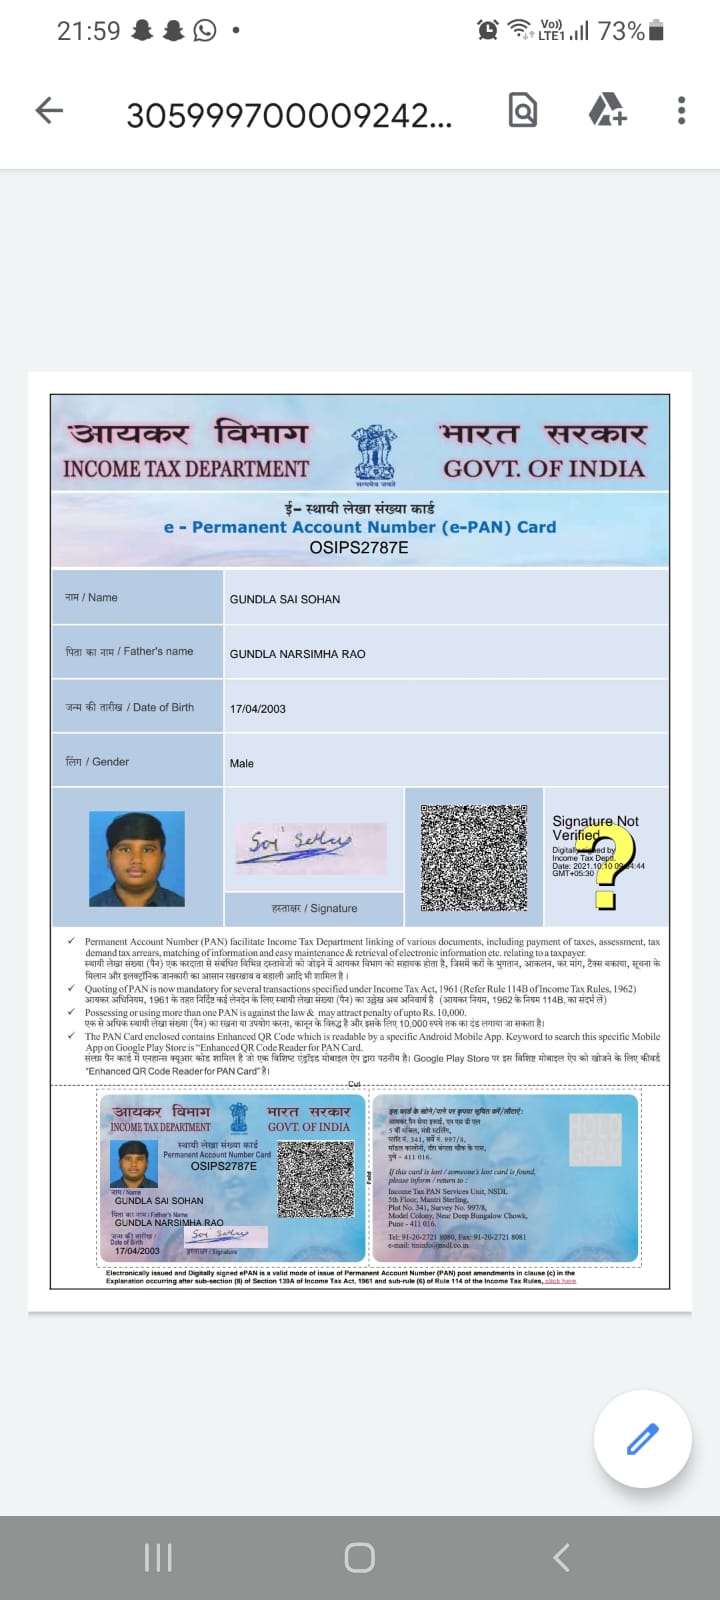 21:59
Vo))
LTE1
73%
305999700009242...
आयकर विभाग
INCOME TAX DEPARTMENT
सत्यमेव जयते
भारत सरकार
GOVT. OF INDIA
ई- स्थायी लेखा संख्या कार्ड
e - Permanent Account Number (e-PAN) Card
OSIPS2787E
नाम / Name
GUNDLA SAI SOHAN
पिता का नाम / Father's name
GUNDLA NARSIMHA RAO
जन्म की तारीख / Date of Birth
17/04/2003
लिंग / Gender
Male
हस्ताक्षर / Signature
Signature Not
Verified
Digitally signed by
Income Tax Dept.
Date: 2021.10.10
GMT+05:30
?
✓ Permanent Account Number (PAN) facilitate Income Tax Department linking of various documents, including payment of taxes, assessment, tax
demand tax arrears, matching of information and easy maintenance & retrieval of electronic information etc. relating to a taxpayer.
स्थायी लेखा संख्या (पैन) एक करदाता से संबंधित विभिन्न दस्तावेजों को जोड़ने में आयकर विभाग को सहायक होता है, जिसमें करों के भुगतान, आकलन, कर मांग, टैक्स बकाया, सूचना के
मिलान और इलक्ट्रॉनिक जानकारी का आसान रखरखाव व बहाली आदि भी शामिल है।
✓ Quoting of PAN is now mandatory for several transactions specified under Income Tax Act, 1961 (Refer Rule 114B of Income Tax Rules, 1962)
आयकर अधिनियम, 1961 के तहत निर्दिष्ट कई लेनदेन के लिए स्थायी लेखा संख्या (पैन) का उल्लेख अब अनिवार्य है (आयकर नियम, 1962 के नियम 114B, का संदर्भ लें)
✓ Possessing or using more than one PAN is against the law & may attract penalty of upto Rs. 10,000.
एक से अधिक स्थायी लेखा संख्या (पैन) का रखना या उपयोग करना, कानून के विरुद्ध है और इसके लिए 10,000 रुपये तक का दंड लगाया जा सकता है।
✓ The PAN Card enclosed contains Enhanced QR Code which is readable by a specific Android Mobile App. Keyword to search this specific Mobile
App on Google Play Store is "Enhanced QR Code Reader for PAN Card.
संलग्न पैन कार्ड में एनहान्स क्यूआर कोड शामिल है जो एक विशिष्ट एंड्रॉइड मोबाइल ऐप द्वारा पठनीय है। Google Play Store पर इस विशिष्ट मोबाइल ऐप को खोजने के लिए कीवर्ड
"Enhanced QR Code Reader for PAN Card" है।
Cut
आयकर विभाग
INCOME TAX DEPARTMENT
भारत सरकार
GOVT. OF INDIA
स्थायी लेखा संख्या कार्ड
Permanent Account Number Card
OSIPS2787E
नाम / Name
GUNDLA SAI SOHAN
पिता का नाम / Father's Name
GUNDLA NARSIMHA RAO
जन्म की तारीख /
Date of Birth
17/04/2003
हस्ताक्षर / Signature
Fold
इस कार्ड के खोने/पाने पर कृपया सूचित करें/लौटाएं:
आयकर पैन सेवा इकाई, एन एस डी एल
5 वीं मंजिल, मंत्री स्टर्लिंग,
प्लॉट नं. 341, सर्वे नं. 997/8,
मॉडल कालोनी, दीप बंगला चौक के पास,
पुणे - 411 016.
If this card is lost / someone's lost card is found,
please inform / return to :
Income Tax PAN Services Unit, NSDL
5th Floor, Mantri Sterling,
Plot No. 341, Survey No. 997/8,
Model Colony, Near Deep Bungalow Chowk,
Pune - 411 016.
Tel: 91-20-2721 8080, Fax: 91-20-2721 8081
e-mail: tininfo@nsdl.co.in
Electronically issued and Digitally signed ePAN is a valid mode of issue of Permanent Account Number (PAN) post amendments in clause (c) in the
Explanation occurring after sub-section (8) of Section 139A of Income Tax Act, 1961 and sub-rule (6) of Rule 114 of the Income Tax Rules, click here